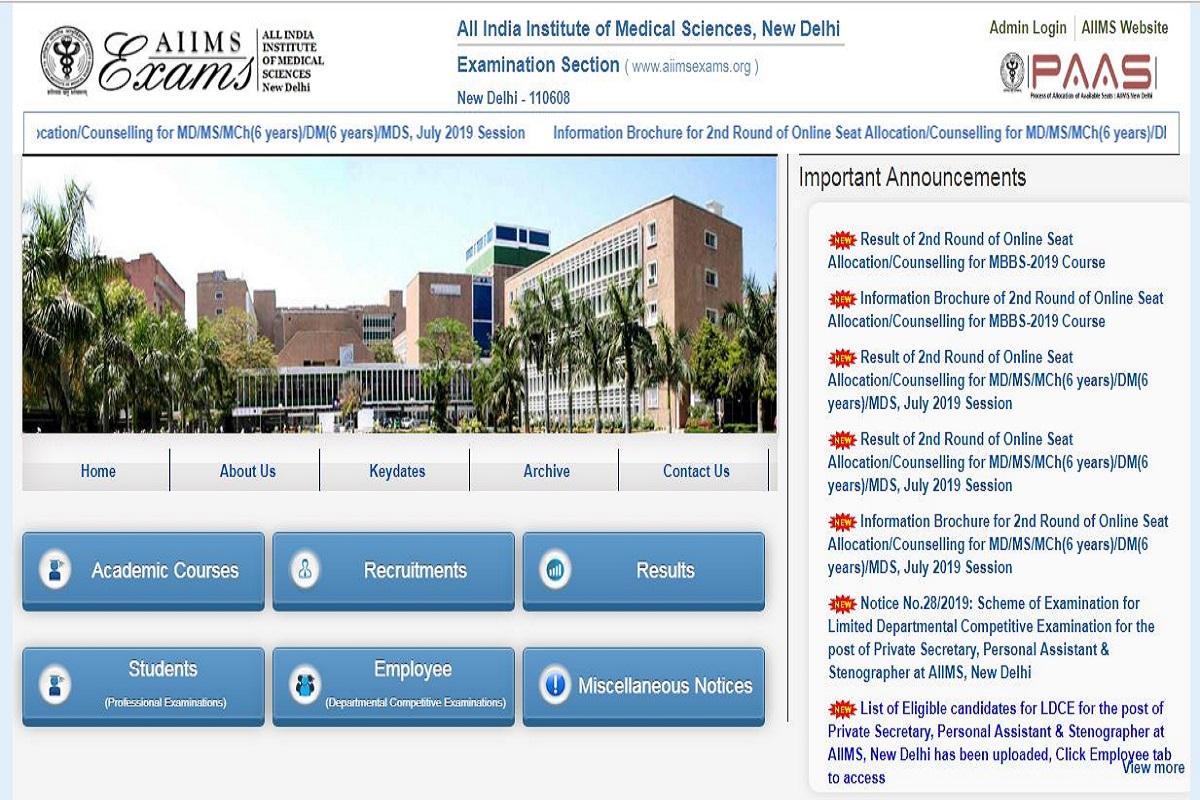 AIIMS
Exams
ALL INDIA
INSTITUTE
OF MEDICAL
SCIENCES
New Delhi
All India Institute of Medical Sciences, New Delhi
Examination Section ( www.aiimsexams.org )
New Delhi - 110608
Admin Login AIIMS Website
PAAS
Process of Allocation of Available Seats : AIIMS New Delhi
ocation/Counselling for MD/MS/MCh(6 years)/DM(6 years)/MDS, July 2019 Session Information Brochure for 2nd Round of Online Seat Allocation/Counselling for MD/MS/MCh(6 years)/DI
Important Announcements
NEW Result of 2nd Round of Online Seat
Allocation/Counselling for MBBS-2019 Course
NEW Information Brochure of 2nd Round of Online Seat
Allocation/Counselling for MBBS-2019 Course
NEW Result of 2nd Round of Online Seat
Allocation/Counselling for MD/MS/MCh(6 years)/DM(6
years)/MDS, July 2019 Session
NEW Result of 2nd Round of Online Seat
Allocation/Counselling for MD/MS/MCh(6 years)/DM(6
years)/MDS, July 2019 Session
NEW Information Brochure for 2nd Round of Online Seat
Allocation/Counselling for MD/MS/MCh(6 years)/DM(6
years)/MDS, July 2019 Session
NEW Notice No.28/2019: Scheme of Examination for
Limited Departmental Competitive Examination for the
post of Private Secretary, Personal Assistant &
Stenographer at AIIMS, New Delhi
NEW List of Eligible candidates for LDCE for the post of
Private Secretary, Personal Assistant & Stenographer at
AIIMS, New Delhi has been uploaded, Click Employee tab
to access
View more
Home About Us Keydates Archive Contact Us
Academic Courses Recruitments Results
Students
(Professional Examinations)
Employee
(Departmental Competitive Examinations)
Miscellaneous Notices